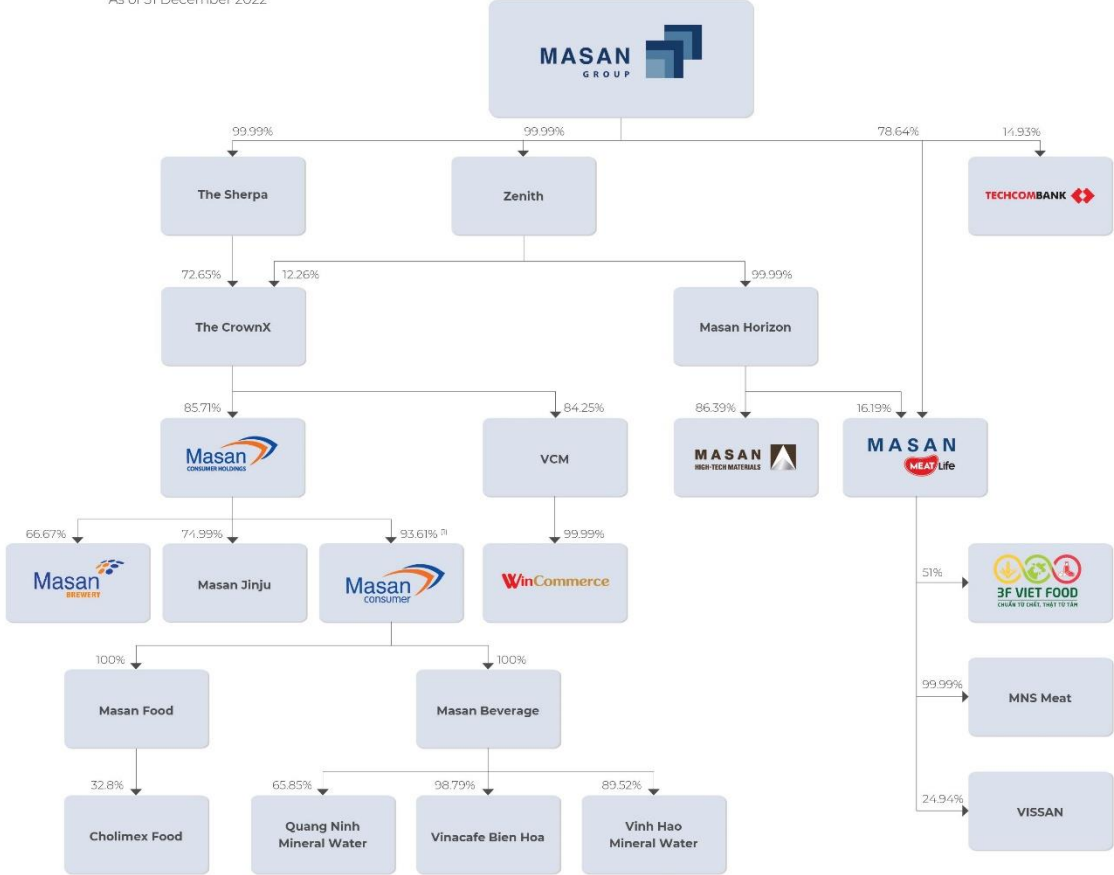 As of 31 December 2022
MASAN
GROUP
99.99%
99.99%
78.64%
14.93%
The Sherpa
Zenith
TECHCOMBANK
72.65%
12.26%
99.99%
The CrownX
Masan Horizon
85.71%
84.25%
86.39%
16.19%
Masan
CONSUMER HOLDINGS
VCM
MASAN
HIGH-TECH MATERIALS
MASAN
MEAT Life
66.67%
74.99%
93.61%
99.99%
51%
Masan
BREWERY
Masan Jinju
Masan
consumer
WinCommerce
3F VIET FOOD
CHUẨN TỪ CHẤT, THẬT TỪ TÂM
100%
100%
99.99%
Masan Food
Masan Beverage
MNS Meat
32.8%
65.85%
98.79%
89.52%
24.94%
Cholimex Food
Quang Ninh
Mineral Water
Vinacafe Bien Hoa
Vinh Hao
Mineral Water
VISSAN